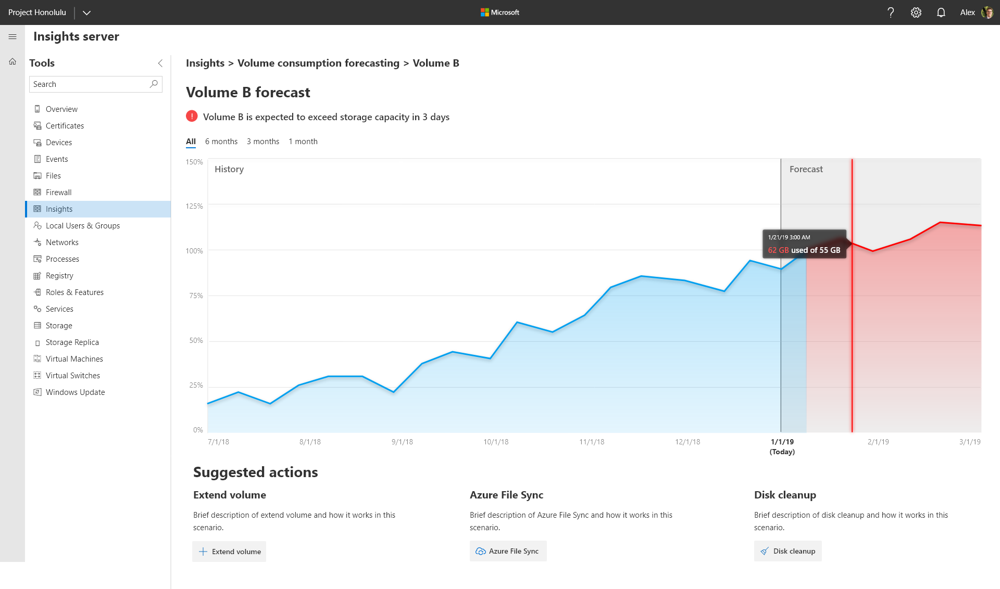 Project Honolulu
Microsoft
?
Alex
Insights server
Tools
Search
Overview
Certificates
Devices
Events
Files
Firewall
Insights
Local Users & Groups
Networks
Processes
Registry
Roles & Features
Services
Storage
Storage Replica
Virtual Machines
Virtual Switches
Windows Update
Insights > Volume consumption forecasting > Volume B
Volume B forecast
! Volume B is expected to exceed storage capacity in 3 days
All 6 months 3 months 1 month
150%
125%
100%
75%
50%
25%
0%
History
Forecast
1/21/19 3:00 AM
62 GB used of 55 GB
7/1/18 8/1/18 9/1/18 10/1/18 11/1/18 12/1/18 1/1/19 2/1/19 3/1/19
(Today)
Suggested actions
Extend volume
Brief description of extend volume and how it works in this
scenario.
Extend volume
Azure File Sync
Brief description of Azure File Sync and how it works in this
scenario.
Azure File Sync
Disk cleanup
Brief description of disk cleanup and how it works in this
scenario.
Disk cleanup